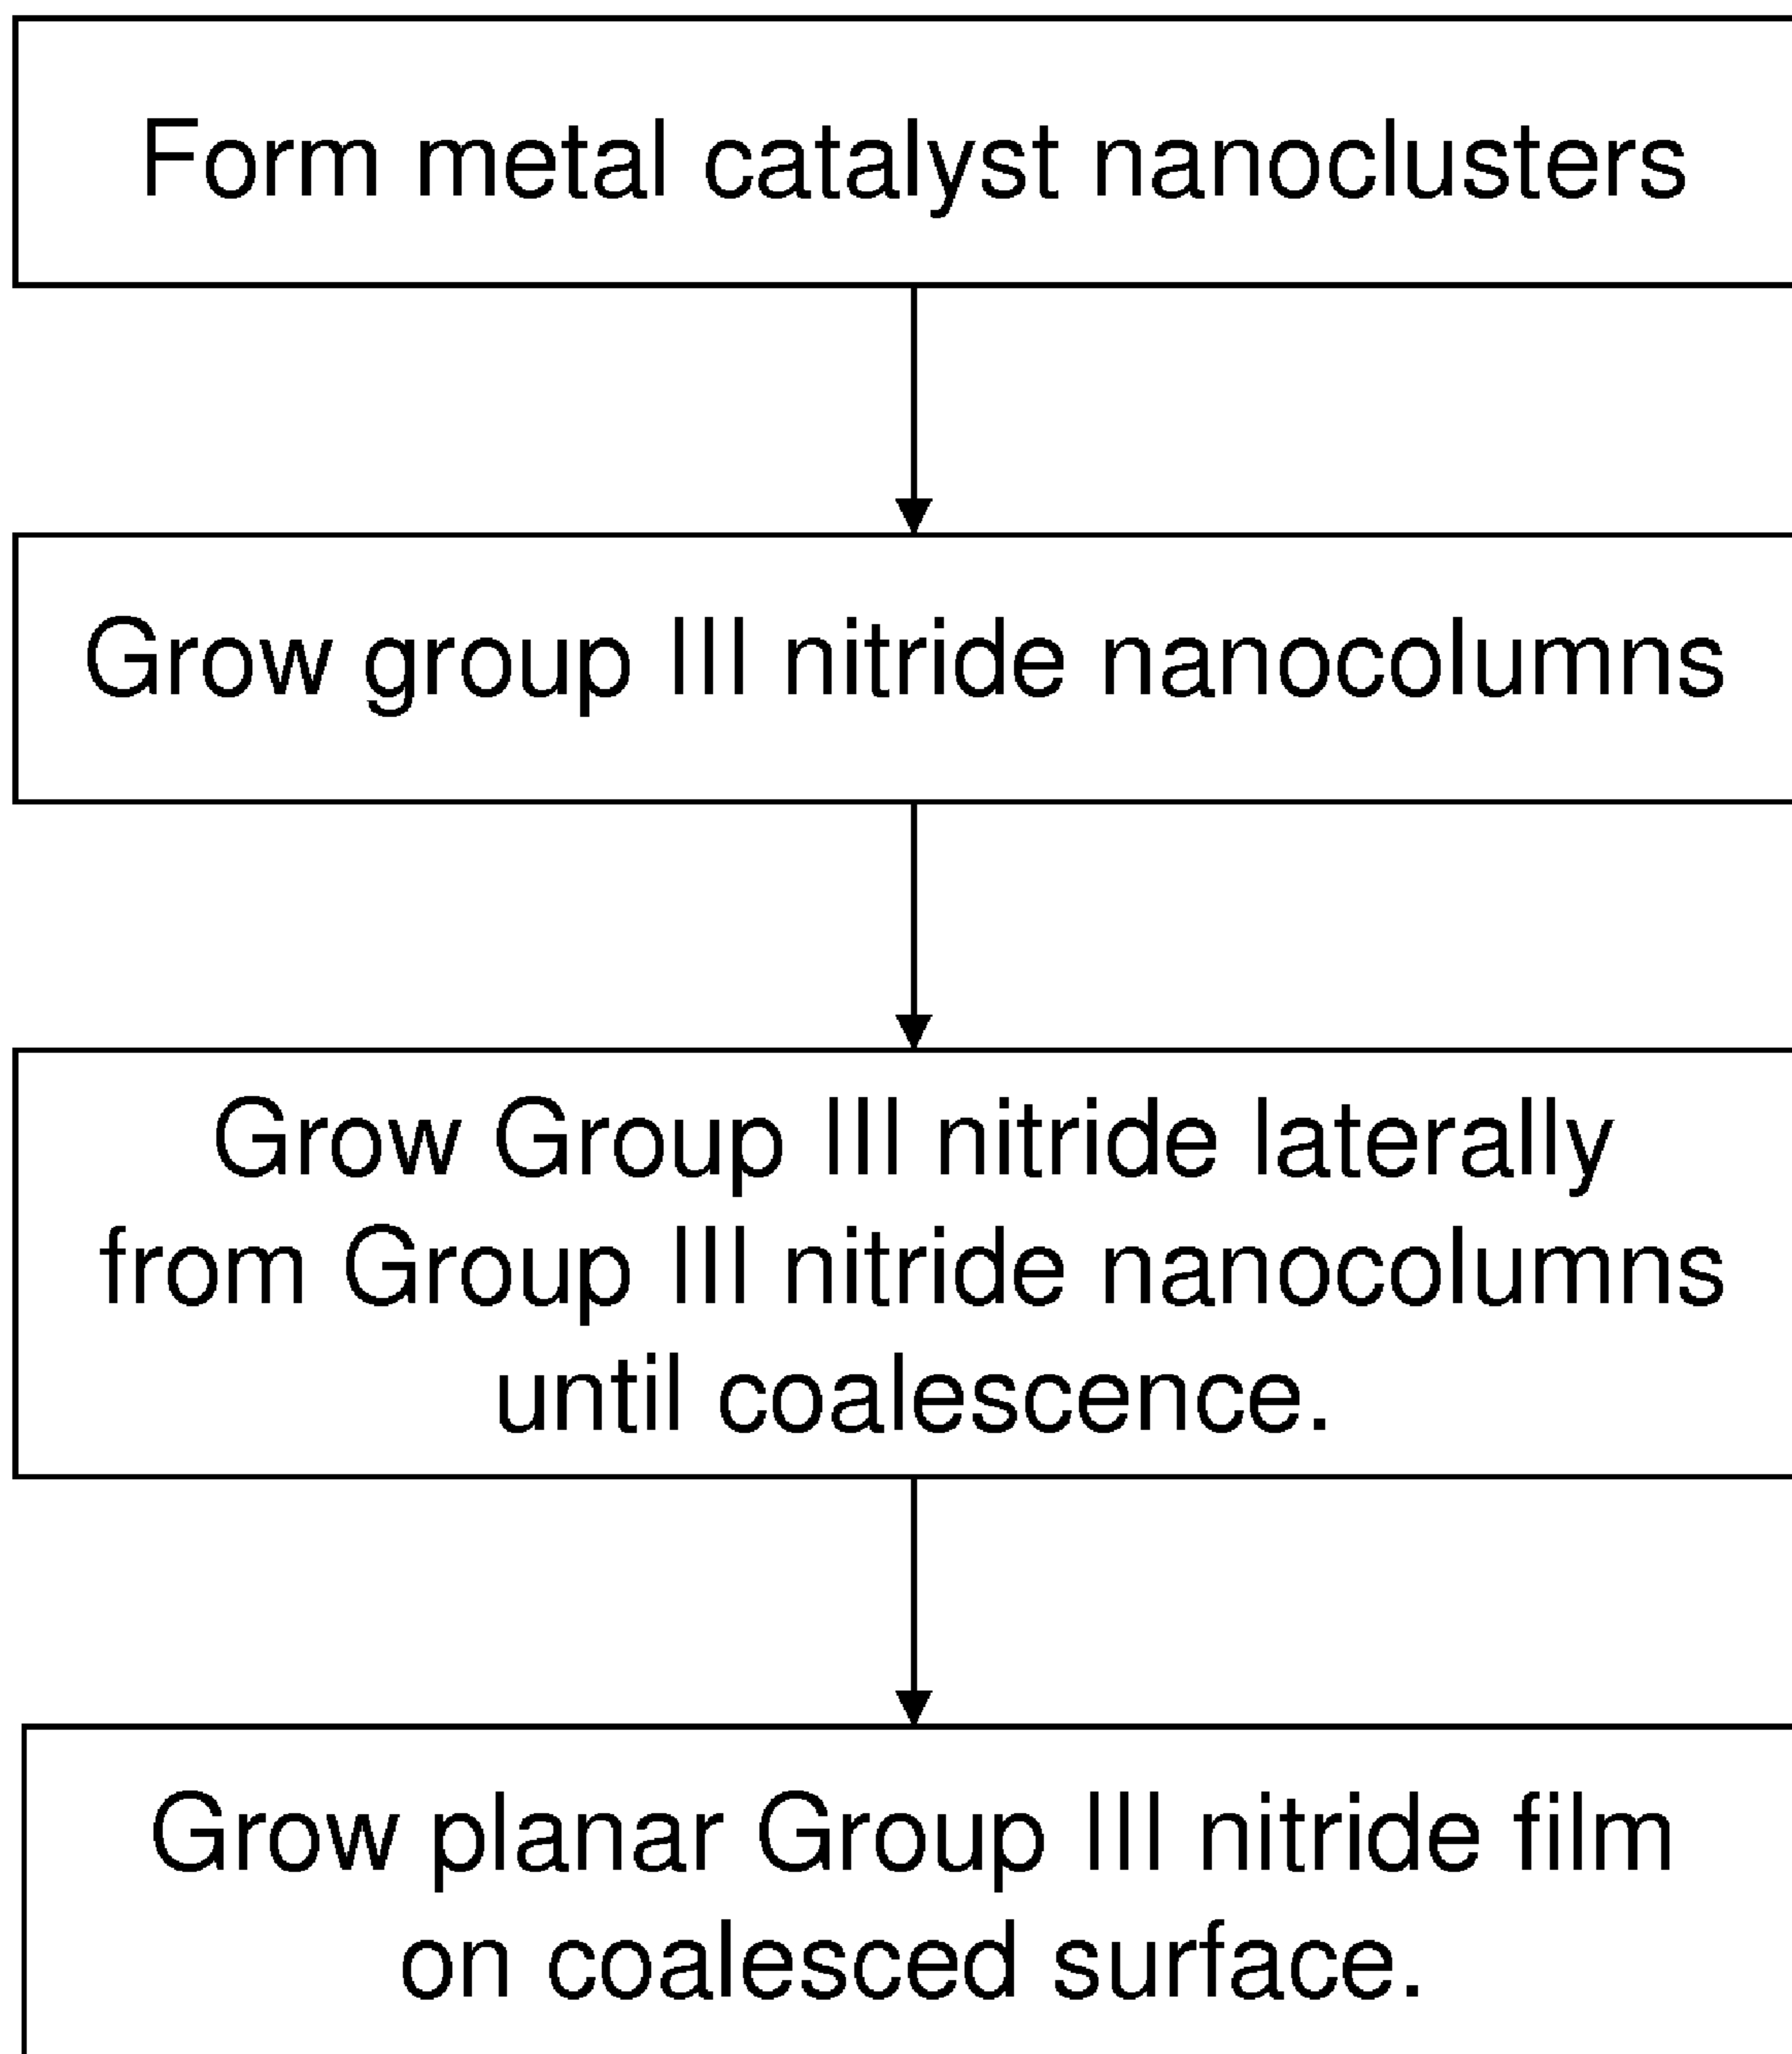 Form metal catalyst nanoclusters
Grow group III nitride nanocolumns
Grow Group III nitride laterally
from Group III nitride nanocolumns
until coalescence.
Grow planar Group III nitride film
on coalesced surface.